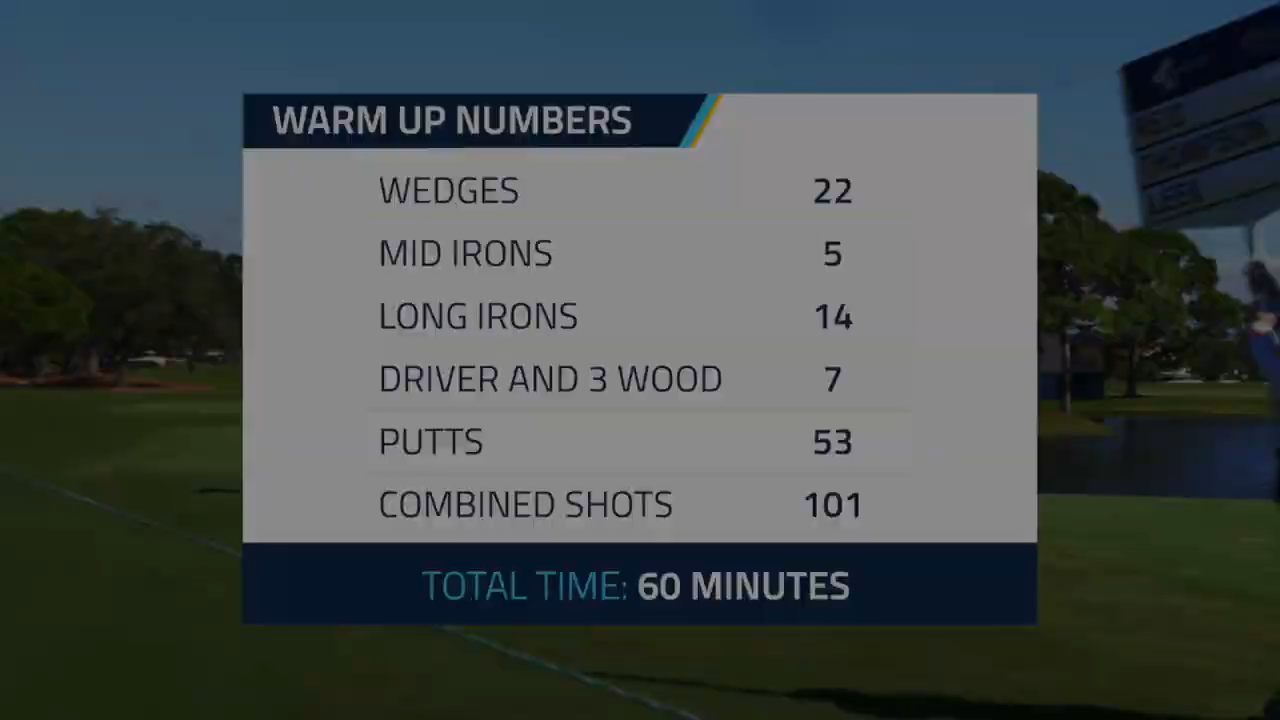 WARM UP NUMBERS
WEDGES 22
MID IRONS 5
LONG IRONS 14
DRIVER AND 3 WOOD 7
PUTTS 53
COMBINED SHOTS 101
TOTAL TIME: 60 MINUTES